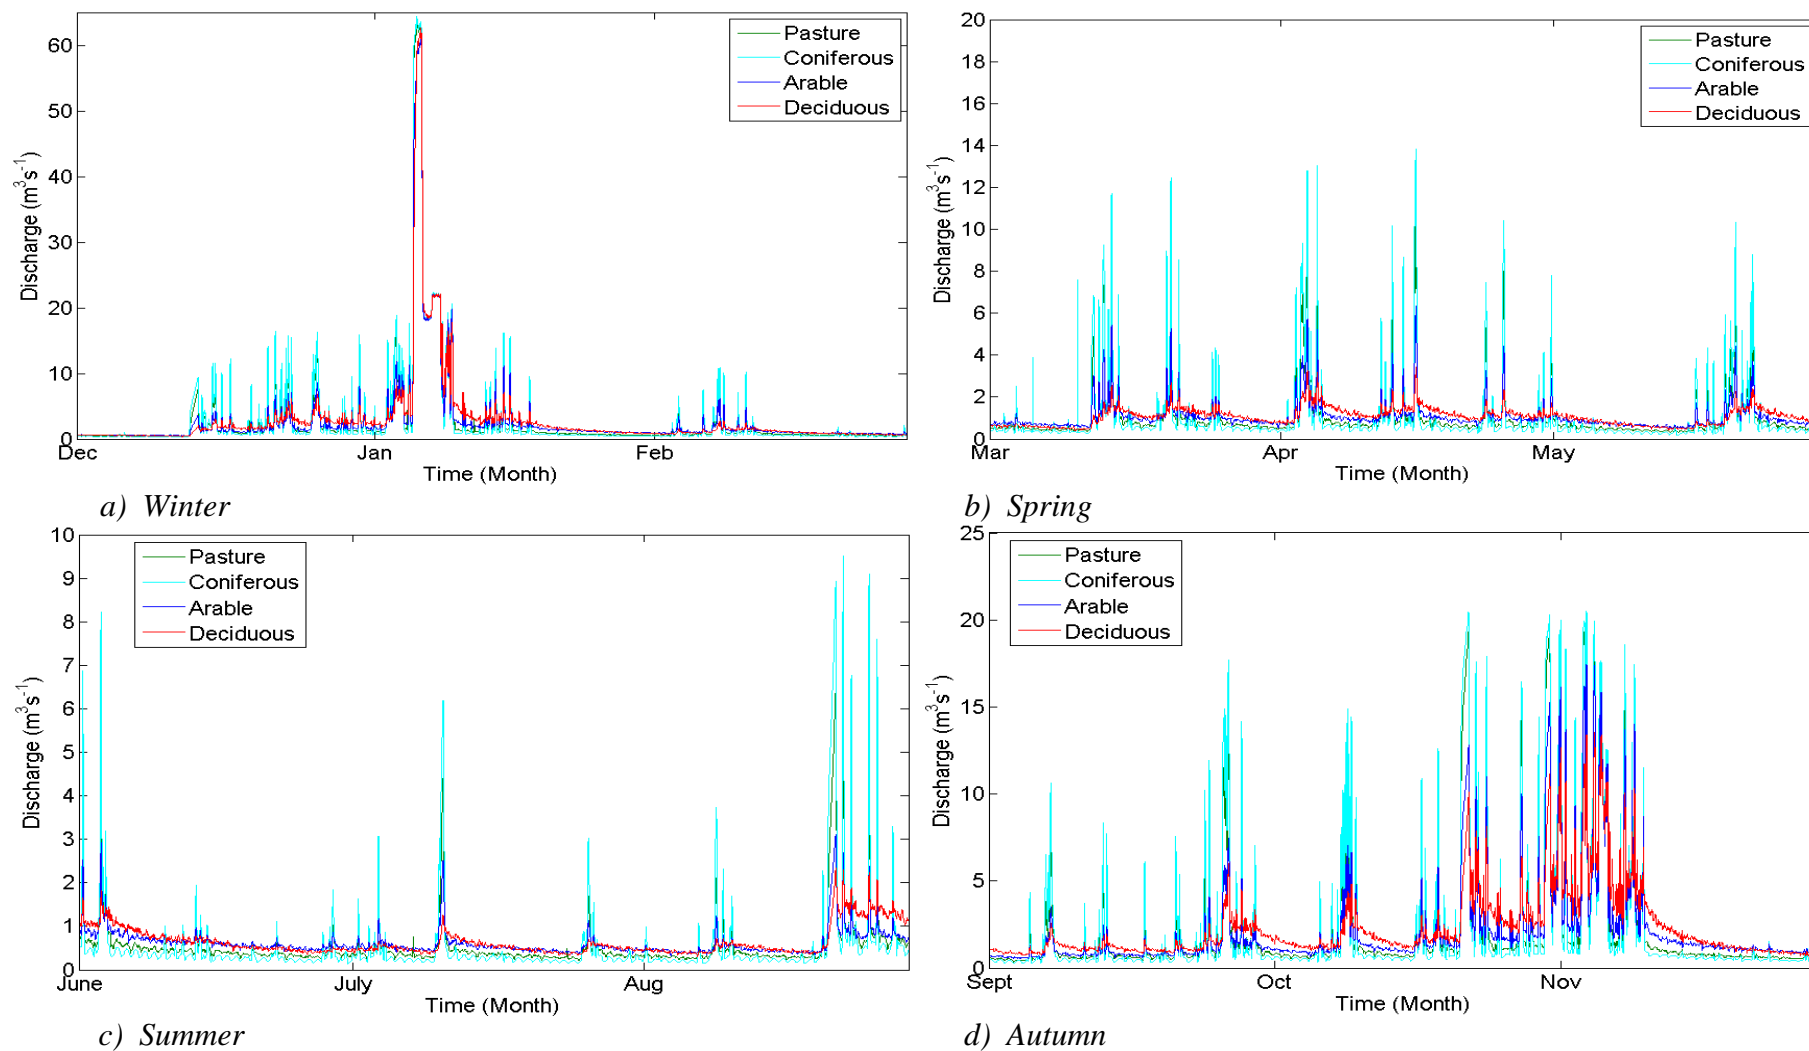 60
50
40
30
20
10
0
Discharge (m³s⁻¹)
Pasture
Coniferous
Arable
Deciduous
Dec
Jan
Feb
Time (Month)
a) Winter
20
18
16
14
12
10
8
6
4
2
0
Discharge (m³s⁻¹)
Pasture
Coniferous
Arable
Deciduous
Mar
Apr
May
Time (Month)
b) Spring
10
9
8
7
6
5
4
3
2
1
0
Discharge (m³s⁻¹)
Pasture
Coniferous
Arable
Deciduous
June
July
Aug
Time (Month)
c) Summer
25
20
15
10
5
0
Discharge (m³s⁻¹)
Pasture
Coniferous
Arable
Deciduous
Sept
Oct
Nov
Time (Month)
d) Autumn